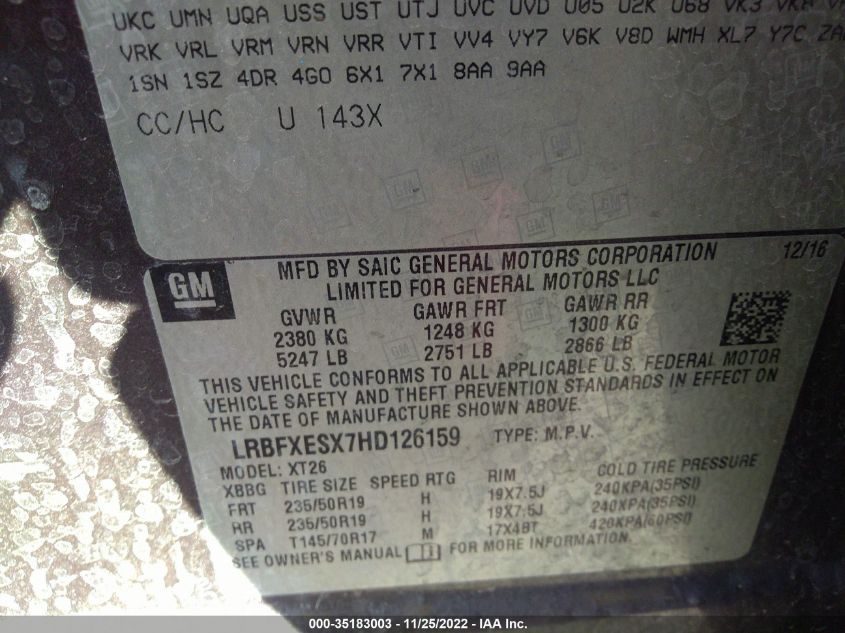 UKC UMN UQA USS UST UTJ UVC UVD U05 U2K U68 VK3
VRK VRL VRM VRN VRR VTI VV4 VY7 V6K V8D WMH XL7 Y7C
1SN 1SZ 4DR 4G0 6X1 7X1 8AA 9AA
CC/HC U 143X
GM
MFD BY SAIC GENERAL MOTORS CORPORATION 12/16
LIMITED FOR GENERAL MOTORS LLC
GVWR GAWR FRT GAWR RR
2380 KG 1248 KG 1300 KG
5247 LB 2751 LB 2866 LB
THIS VEHICLE CONFORMS TO ALL APPLICABLE U.S. FEDERAL MOTOR
VEHICLE SAFETY AND THEFT PREVENTION STANDARDS IN EFFECT ON
THE DATE OF MANUFACTURE SHOWN ABOVE.
LRBFXESX7HD126159 TYPE: M.P.V.
MODEL: XT26
XBBG TIRE SIZE SPEED RTG RIM COLD TIRE PRESSURE
FRT 235/50R19 H 19X7.5J 240KPA(35PSI)
RR 235/50R19 H 19X7.5J 240KPA(35PSI)
SPA T145/70R17 M 17X4BT 420KPA(60PSI)
SEE OWNER'S MANUAL FOR MORE INFORMATION.
000-35183003 - 11/25/2022 - IAA Inc.